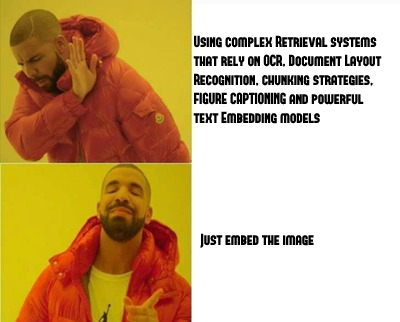 Using complex Retrieval systems
that rely on OCR, Document Layout
Recognition, chunking strategies,
FIGURE CAPTIONING and powerful
text Embedding models
Just embed the image